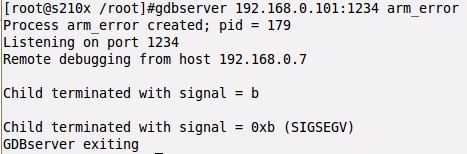 [root@s210x /root]#gdbserver 192.168.0.101:1234 arm_error
Process arm_error created; pid = 179
Listening on port 1234
Remote debugging from host 192.168.0.7
Child terminated with signal = b
Child terminated with signal = 0xb (SIGSEGV)
GDBserver exiting